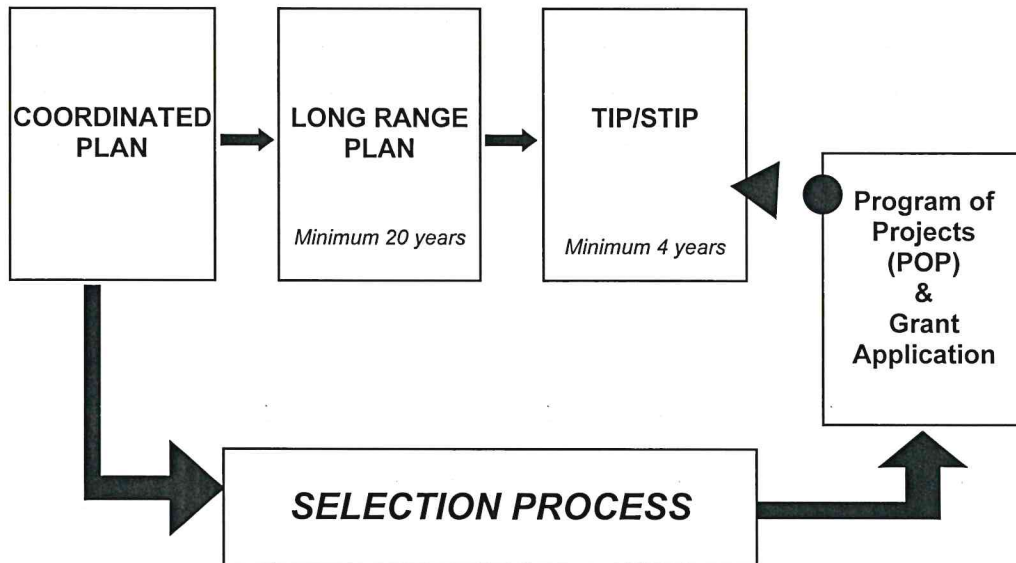 COORDINATED
PLAN
LONG RANGE
PLAN
Minimum 20 years
TIP/STIP
Minimum 4 years
Program of
Projects
(POP)
&
Grant
Application
SELECTION PROCESS